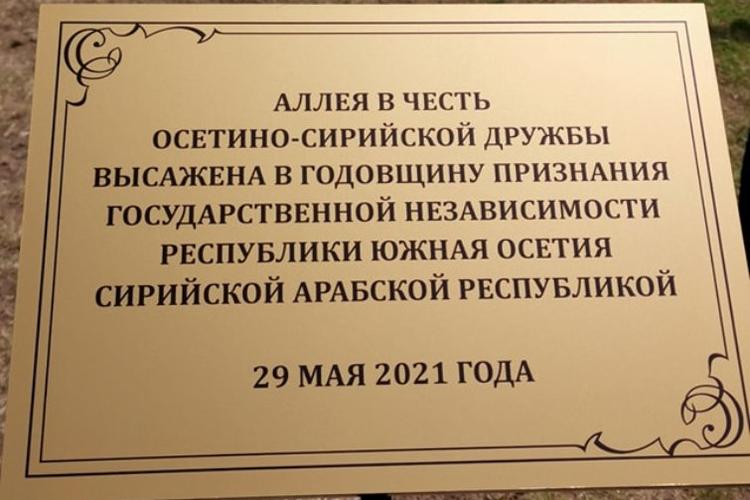 АЛЛЕЯ В ЧЕСТЬ
ОСЕТИНО-СИРИЙСКОЙ ДРУЖБЫ
ВЫСАЖЕНА В ГОДОВЩИНУ ПРИЗНАНИЯ
ГОСУДАРСТВЕННОЙ НЕЗАВИСИМОСТИ
РЕСПУБЛИКИ ЮЖНАЯ ОСЕТИЯ
СИРИЙСКОЙ АРАБСКОЙ РЕСПУБЛИКОЙ
29 МАЯ 2021 ГОДА